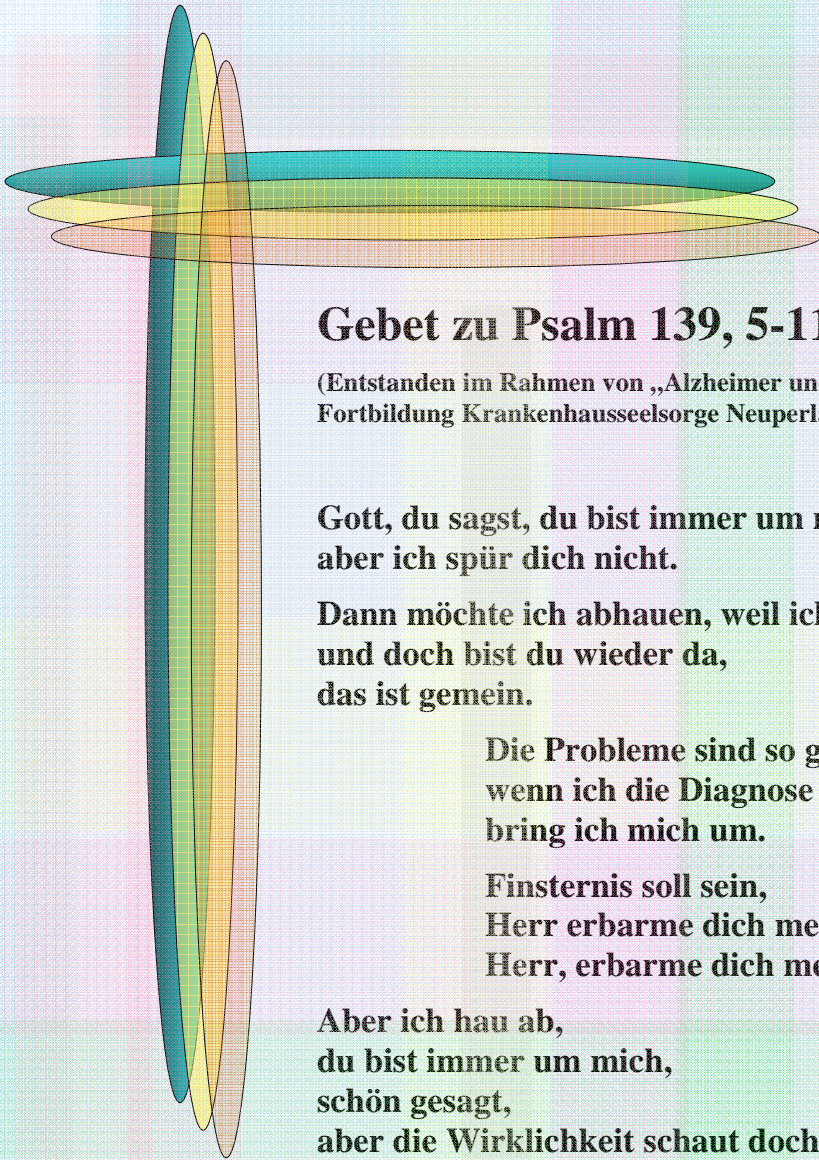 Gebet zu Psalm 139, 5-11
(Entstanden im Rahmen von „Alzheimer un
Fortbildung Krankenhausseelsorge Neuperl
Gott, du sagst, du bist immer um
aber ich spür dich nicht.
Dann möchte ich abhauen, weil ich
und doch bist du wieder da,
das ist gemein.
Die Probleme sind so g
wenn ich die Diagnose
bring ich mich um.
Finsternis soll sein,
Herr erbarme dich me
Herr, erbarme dich me
Aber ich hau ab,
du bist immer um mich,
schön gesagt,
aber die Wirklichkeit schaut doch